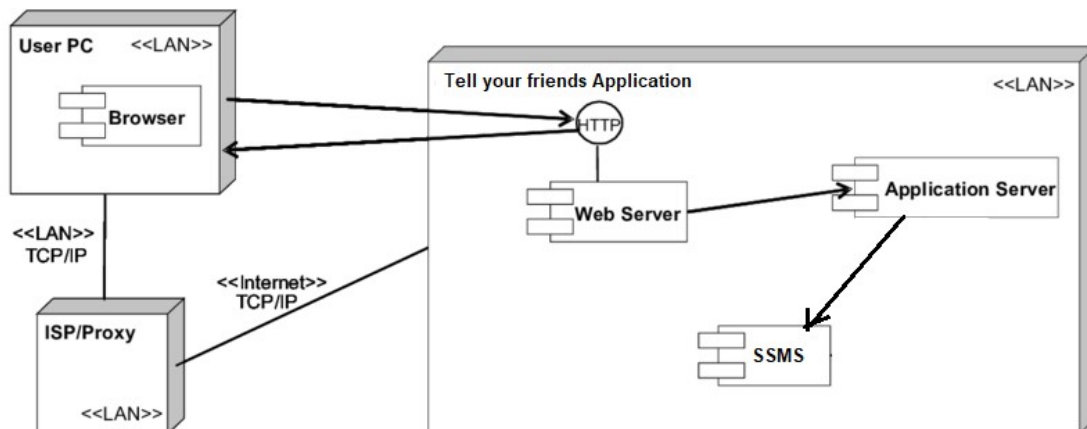 User PC
<<LAN>>
Browser
Tell your friends Application
<<LAN>>
HTTP
Web Server
Application Server
<<LAN>>
TCP/IP
<<Internet>>
TCP/IP
ISP/Proxy
SSMS
<<LAN>>